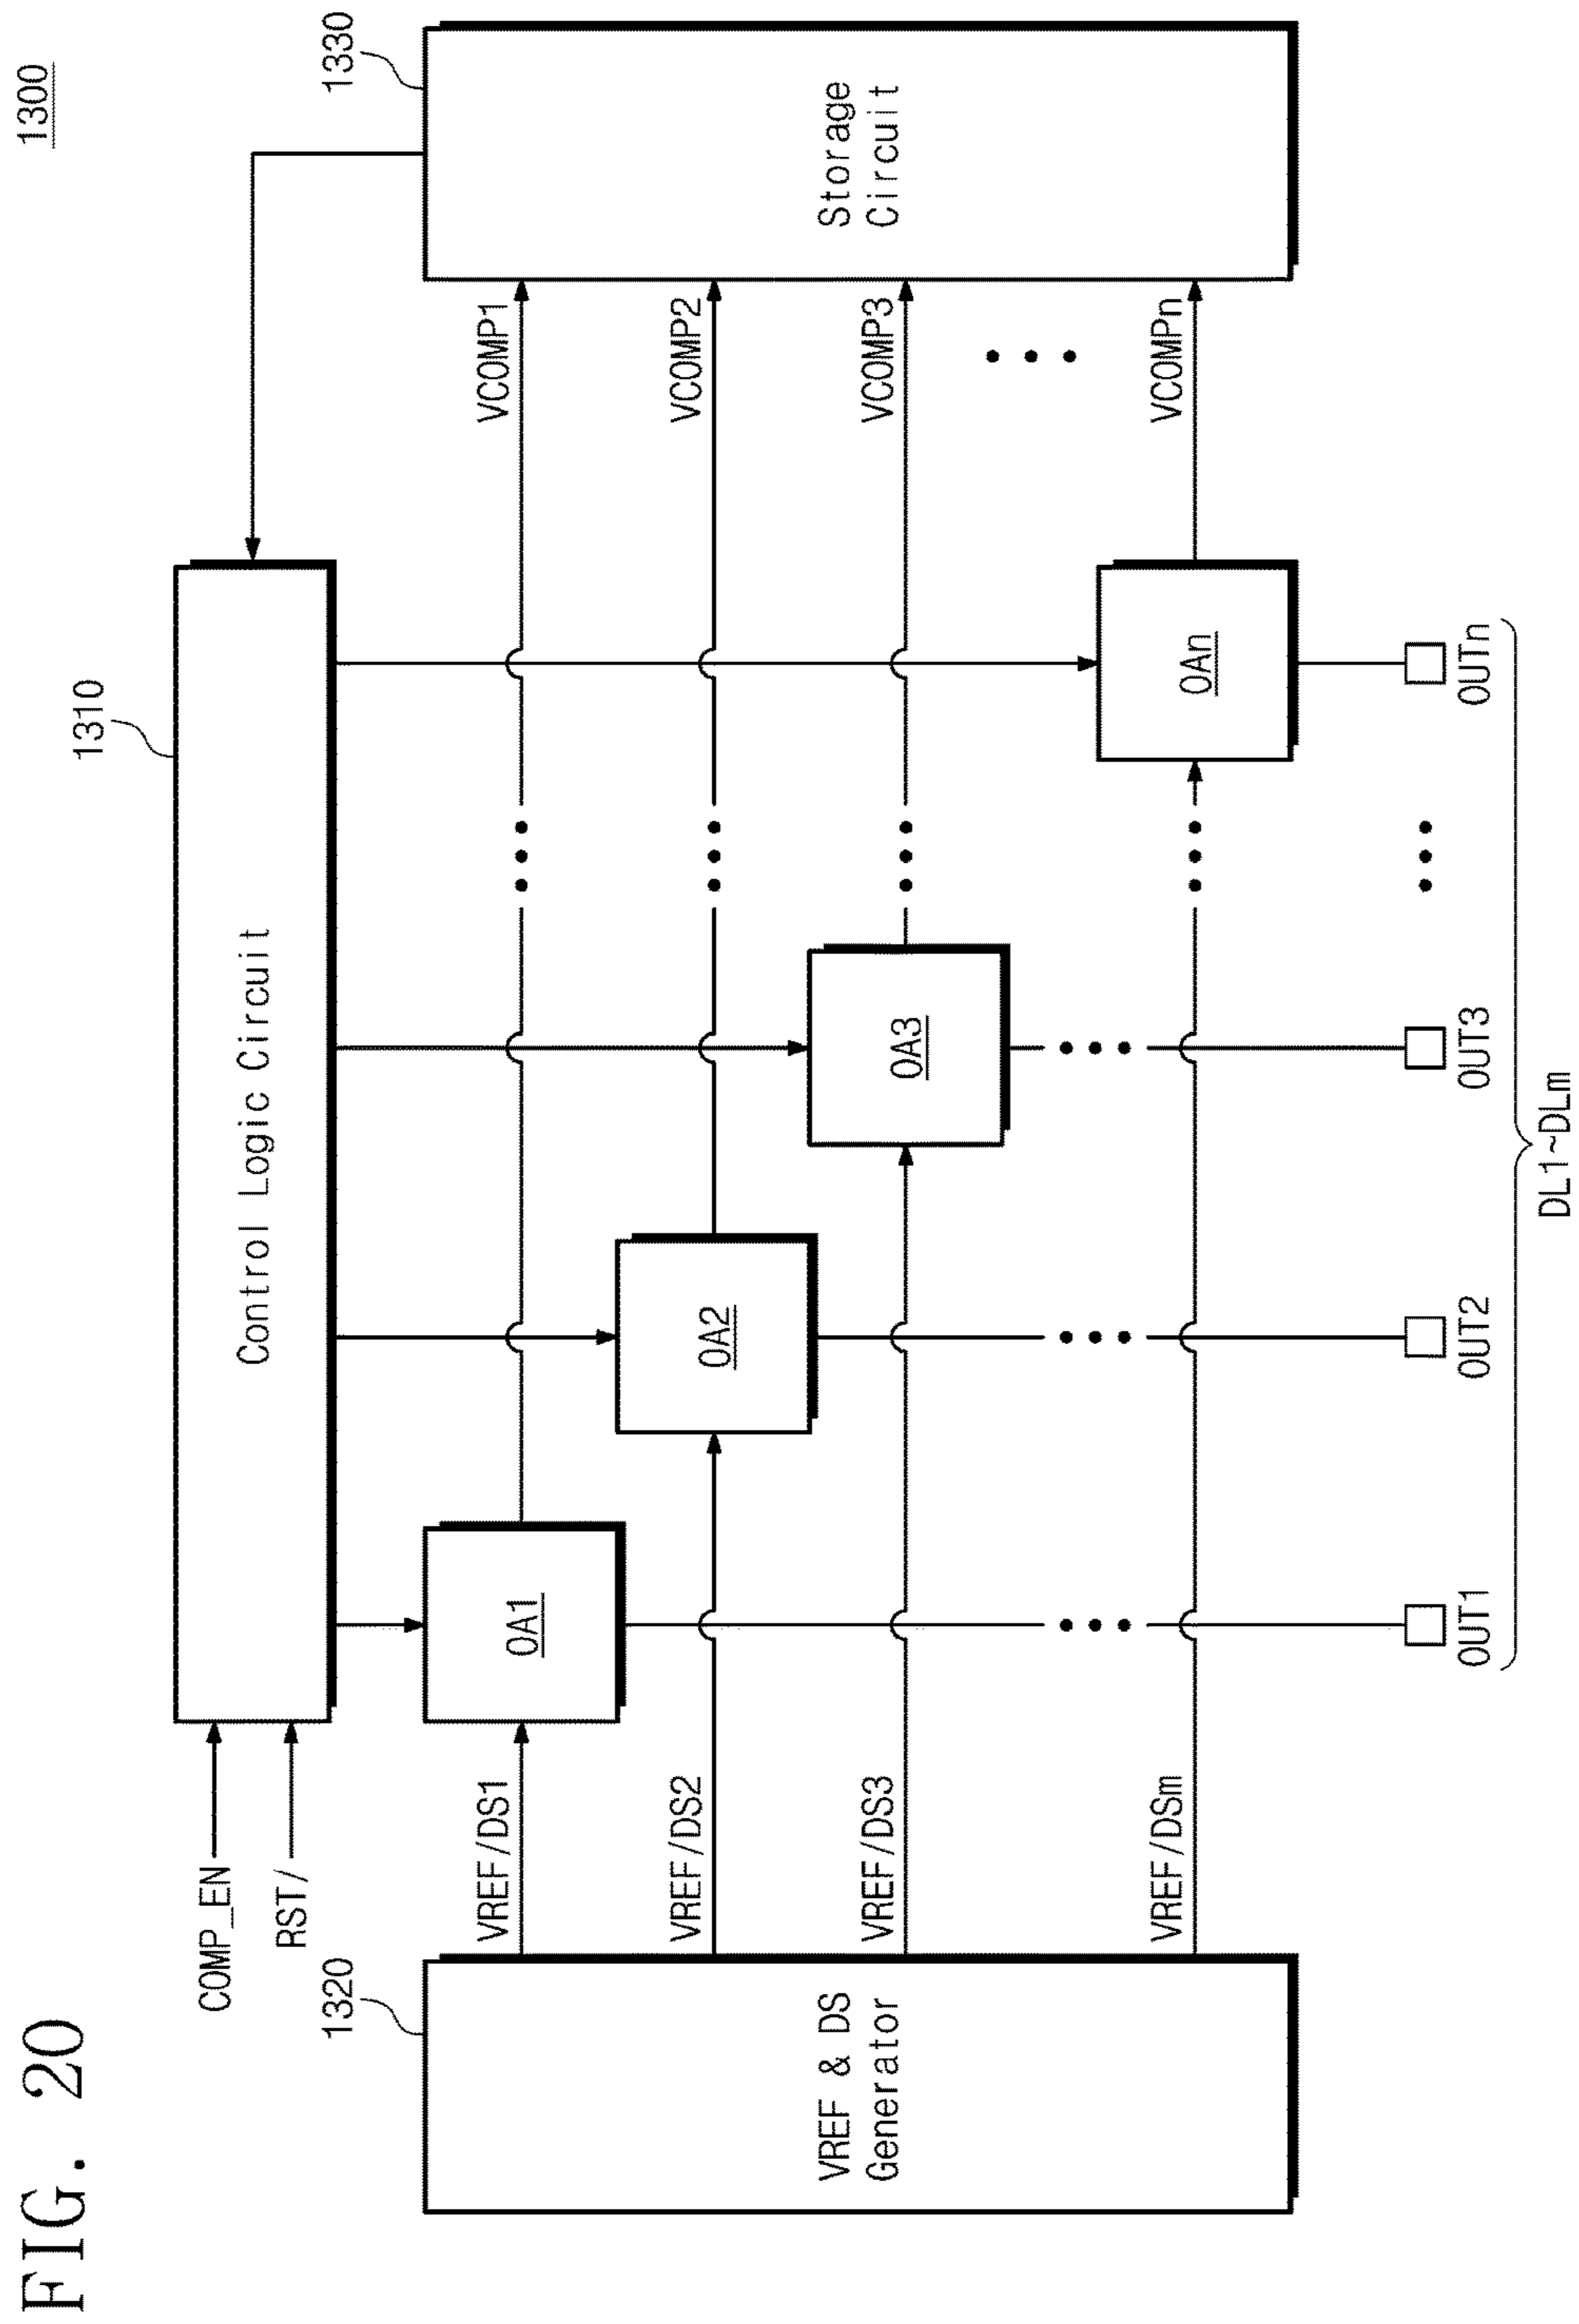 FIG. 20
1300
1310
COMP_EN
RST/
Control Logic Circuit
1320
VREF & DS
Generator
1330
Storage
Circuit
VREF/DS1
OA1
VCOMP1
VREF/DS2
OA2
VCOMP2
VREF/DS3
OA3
VCOMP3
VREF/DSm
OAn
VCOMPn
OUT1
OUT2
OUT3
OUTn
DL1~DLm